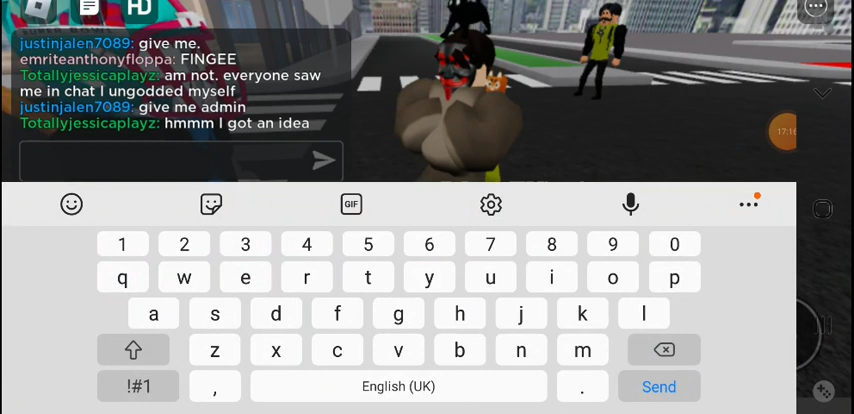 HD
justinjalen7089: give me.
emriteanthonyfloppa: FINGEE
Totallyjessicaplayz: am not. everyone saw
me in chat I ungodded myself
justinjalen7089: give me admin
Totallyjessicaplayz: hmmm I got an idea
17:16
GIF
1 2 3 4 5 6 7 8 9 0
q w e r t y u i o p
a s d f g h j k l
z x c v b n m
!#1 , English (UK) . Send